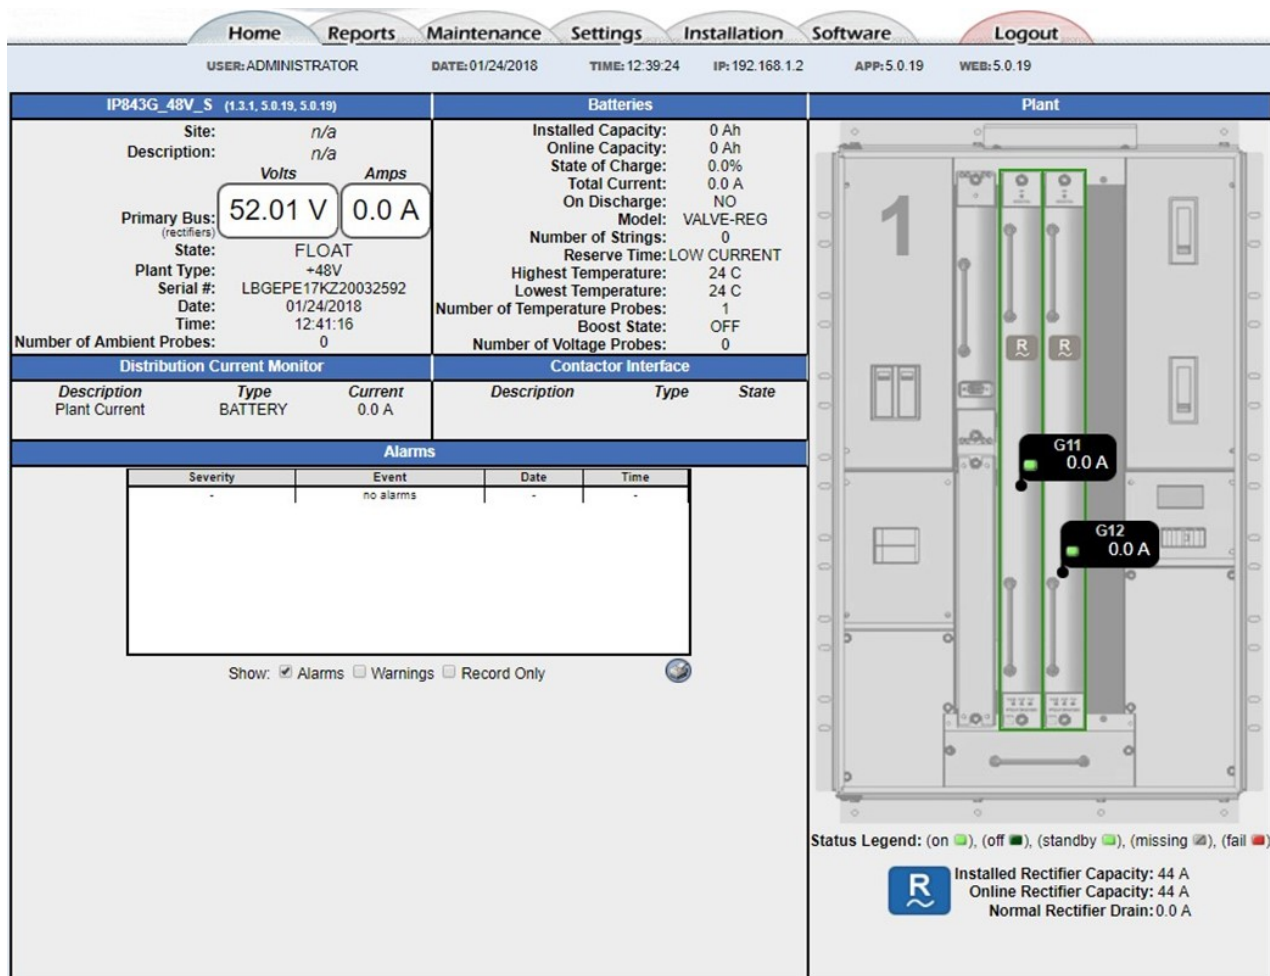 Home Reports Maintenance Settings Installation Software Logout
USER: ADMINISTRATOR DATE: 01/24/2018 TIME: 12:39:24 IP: 192.168.1.2 APP: 5.0.19 WEB: 5.0.19
IP843G_48V_S (1.3.1, 5.0.19, 5.0.19)
Site: n/a
Description: n/a
Volts Amps
Primary Bus: 52.01 V 0.0 A
(rectifiers)
State: FLOAT
Plant Type: +48V
Serial #: LBGEPE17KZ20032592
Date: 01/24/2018
Time: 12:41:16
Number of Ambient Probes: 0
Batteries
Installed Capacity: 0 Ah
Online Capacity: 0 Ah
State of Charge: 0.0%
Total Current: 0.0 A
On Discharge: NO
Model: VALVE-REG
Number of Strings: 0
Reserve Time: LOW CURRENT
Highest Temperature: 24 C
Lowest Temperature: 24 C
Number of Temperature Probes: 1
Boost State: OFF
Number of Voltage Probes: 0
Distribution Current Monitor
Description Type Current
Plant Current BATTERY 0.0 A
Contactor Interface
Description Type State
Alarms
Severity Event Date Time
- no alarms - -
Show: Alarms Warnings Record Only
Plant
1
R R
G11
0.0 A
G12
0.0 A
Status Legend: (on ), (off ), (standby ), (missing ), (fail )
R
Installed Rectifier Capacity: 44 A
Online Rectifier Capacity: 44 A
Normal Rectifier Drain: 0.0 A